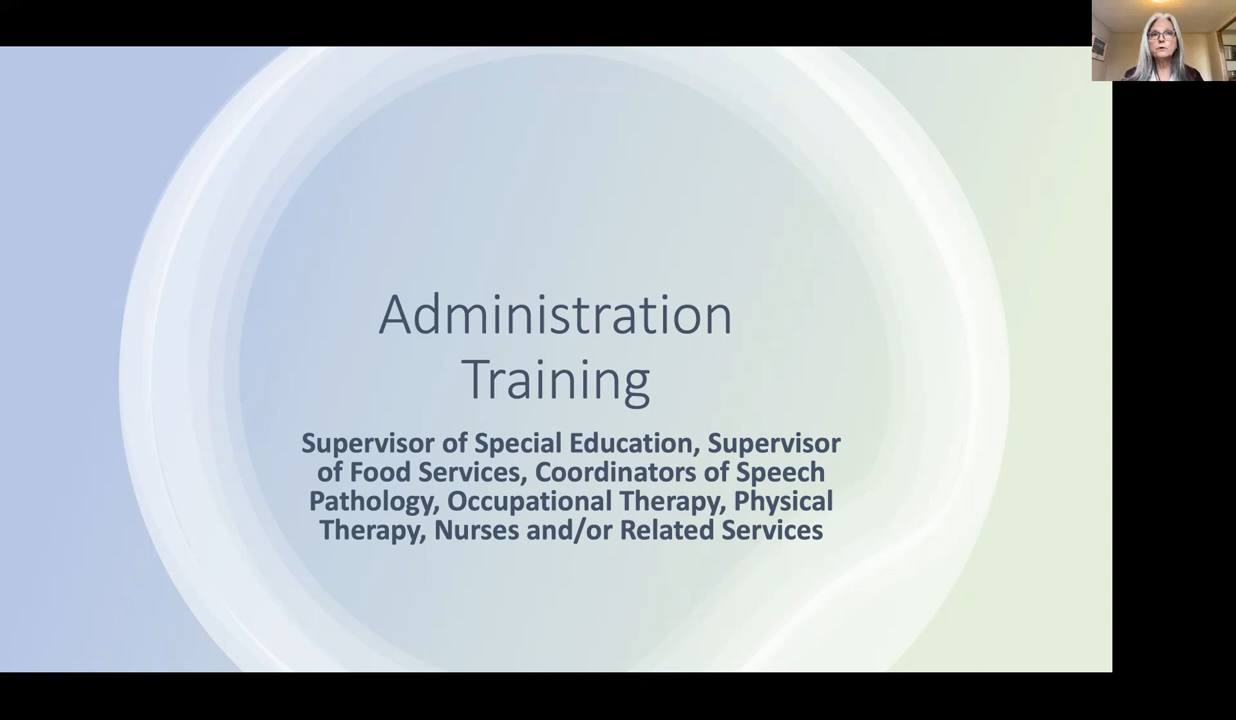 Administration
Training
Supervisor of Special Education, Supervisor
of Food Services, Coordinators of Speech
Pathology, Occupational Therapy, Physical
Therapy, Nurses and/or Related Services